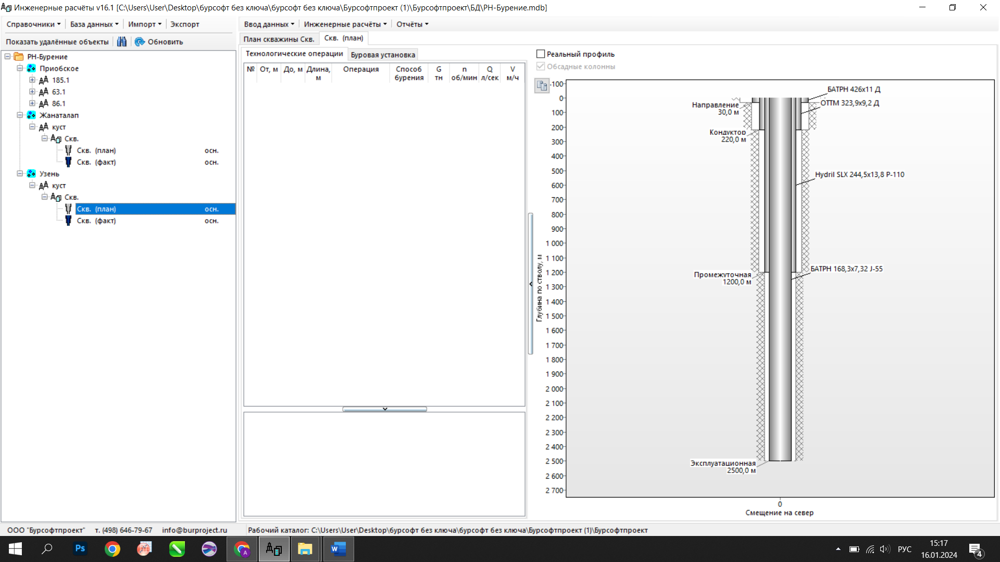 Инженерные расчёты v16.1 [C:\Users\User\Desktop\бурсофт без ключа\бурсофт без ключа\Бурсофтпроект (1)\Бурсофтпроект\БД\РН-Бурение.mdb]
Справочники База данных Импорт Экспорт
Показать удалённые объекты Обновить
РН-Бурение
Приобское
185.1
63.1
86.1
Жанаталап
куст
Скв.
Скв. (план) осн.
Скв. (факт) осн.
Узень
куст
Скв.
Скв. (план) осн.
Скв. (факт) осн.
Ввод данных Инженерные расчёты Отчёты
План скважины Скв. Скв. (план)
Технологические операции Буровая установка
№ От, м До, м Длина, м Операция Способ бурения G тн n об/мин Q л/сек V м/ч
Реальный профиль
Обсадные колонны
-100
0
100
200
300
400
500
600
700
800
900
1 000
1 100
1 200
1 300
1 400
1 500
1 600
1 700
1 800
1 900
2 000
2 100
2 200
2 300
2 400
2 500
2 600
2 700
Глубина по стволу, м
БАТРН 426x11 Д
ОТТМ 323,9x9,2 Д
Направление
30,0 м
Кондуктор
220,0 м
Hydril SLX 244,5x13,8 P-110
БАТРН 168,3x7,32 J-55
Промежуточная
1200,0 м
Эксплуатационная
2500,0 м
0
Смещение на север
ООО "Бурсофтпроект" т. (498) 646-79-67 info@burproject.ru Рабочий каталог: C:\Users\User\Desktop\бурсофт без ключа\бурсофт без ключа\Бурсофтпроект (1)\Бурсофтпроект
Ps
A
W
РУС
15:17
16.01.2024
4